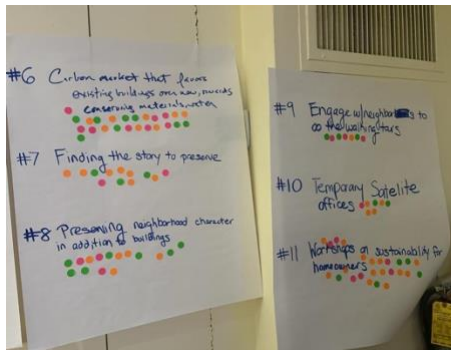 #6 Carbon market that favors
existing buildings over new, rewards
conserving materials
#7 Finding the story to preserve
#8 Preserving neighborhood character
in addition to buildings
#9 Engage w/neighbors to
do the walking tours
#10 Temporary Satelite
offices
#11 Workshops on sustainability for
homeowners